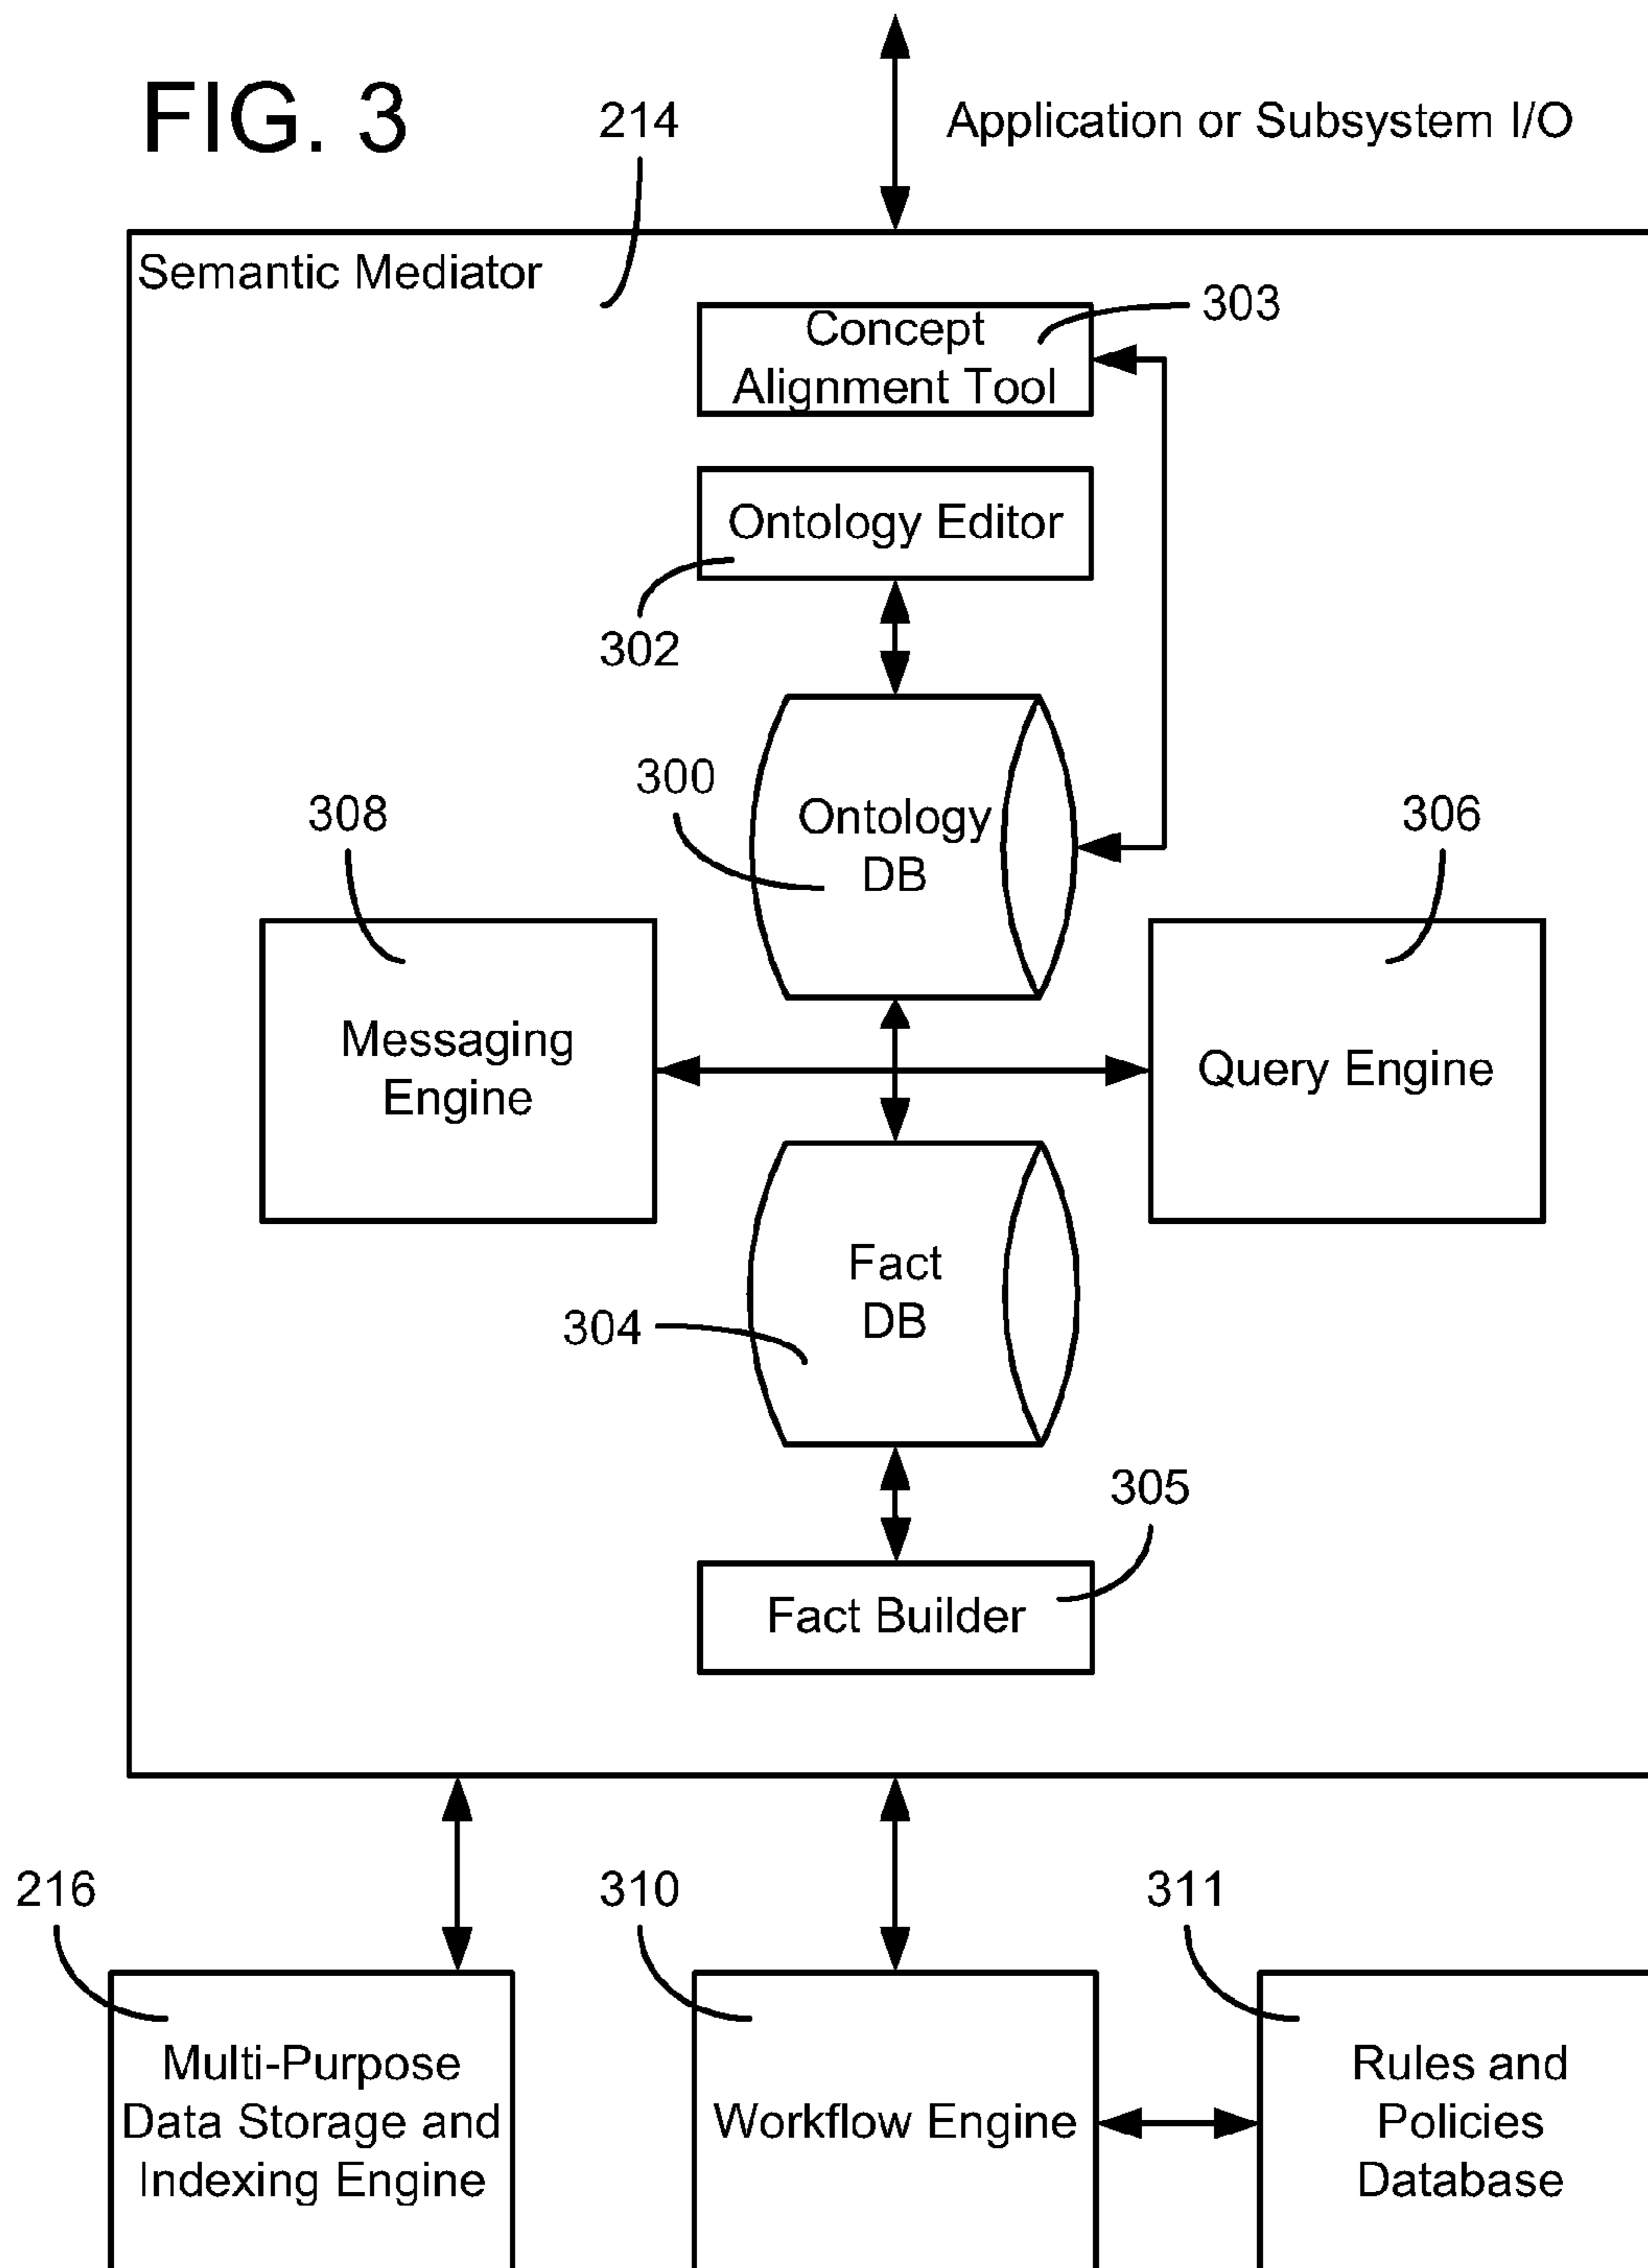 FIG. 3
214
Application or Subsystem I/O
Semantic Mediator
303
Concept
Alignment Tool
Ontology Editor
302
300
Ontology
DB
308
306
Messaging
Engine
Query Engine
Fact
DB
304
305
Fact Builder
216
310
311
Multi-Purpose
Data Storage and
Indexing Engine
Workflow Engine
Rules and
Policies
Database